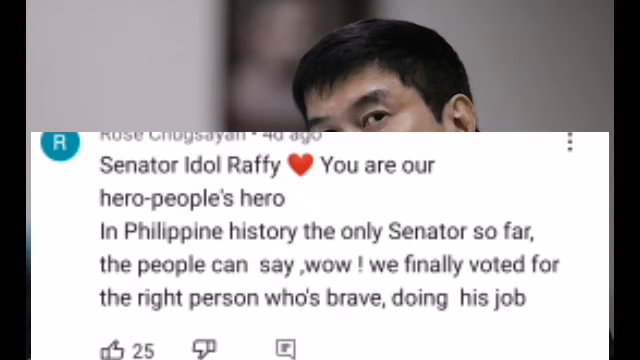 R
Rose Chugsayan • 4d ago
Senator Idol Raffy ❤️ You are our
hero-people's hero
In Philippine history the only Senator so far,
the people can say ,wow ! we finally voted for
the right person who's brave, doing his job
25